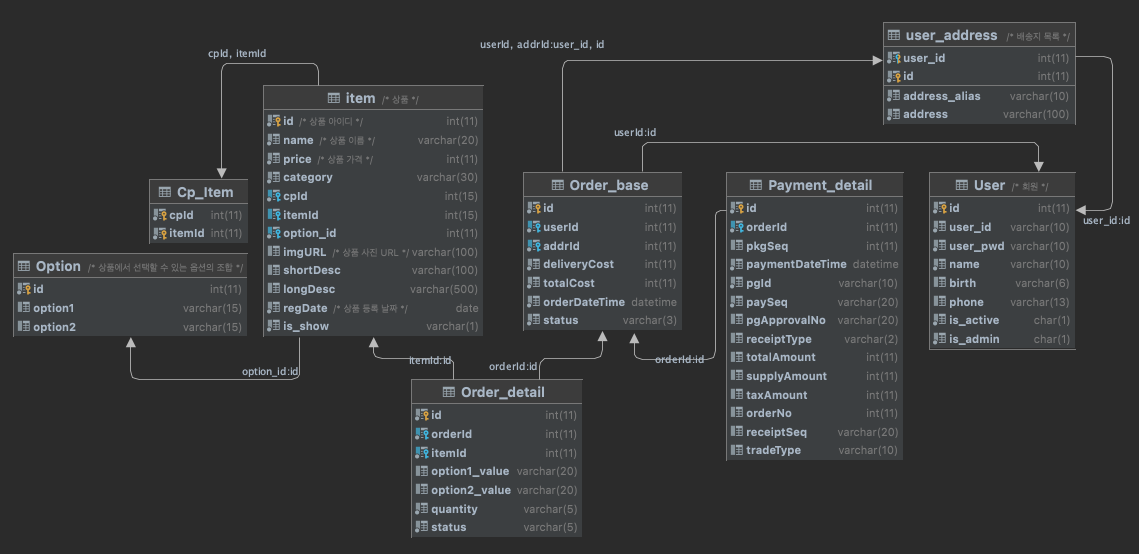 user_address /* 배송지 목록 */
user_id int(11)
id int(11)
address_alias varchar(10)
address varchar(100)
userId, addrId:user_id, id
cpId, itemId
item /* 상품 */
id /* 상품 아이디 */ int(11)
name /* 상품 이름 */ varchar(20)
price /* 상품 가격 */ int(11)
category varchar(30)
cpId int(15)
itemId int(15)
option_id int(11)
imgURL /* 상품 사진 URL */ varchar(100)
shortDesc varchar(100)
longDesc varchar(500)
regDate /* 상품 등록 날짜 */ date
is_show varchar(1)
Cp_Item
cpId int(11)
itemId int(11)
Option /* 상품에서 선택할 수 있는 옵션의 조합 */
id int(11)
option1 varchar(15)
option2 varchar(15)
option_id:id
userId:id
Order_base
id int(11)
userId int(11)
addrId int(11)
deliveryCost int(11)
totalCost int(11)
orderDateTime datetime
status varchar(3)
Payment_detail
id int(11)
orderId int(11)
pkgSeq int(11)
paymentDateTime datetime
pgId varchar(10)
paySeq varchar(20)
pgApprovalNo varchar(20)
receiptType varchar(2)
totalAmount int(11)
supplyAmount int(11)
taxAmount int(11)
orderNo int(11)
receiptSeq varchar(20)
tradeType varchar(10)
User /* 회원 */
id int(11)
user_id varchar(10)
user_pwd varchar(10)
name varchar(10)
birth varchar(6)
phone varchar(13)
is_active char(1)
is_admin char(1)
user_id:id
itemId:id
orderId:id
orderId:id
Order_detail
id int(11)
orderId int(11)
itemId int(11)
option1_value varchar(20)
option2_value varchar(20)
quantity varchar(5)
status varchar(5)